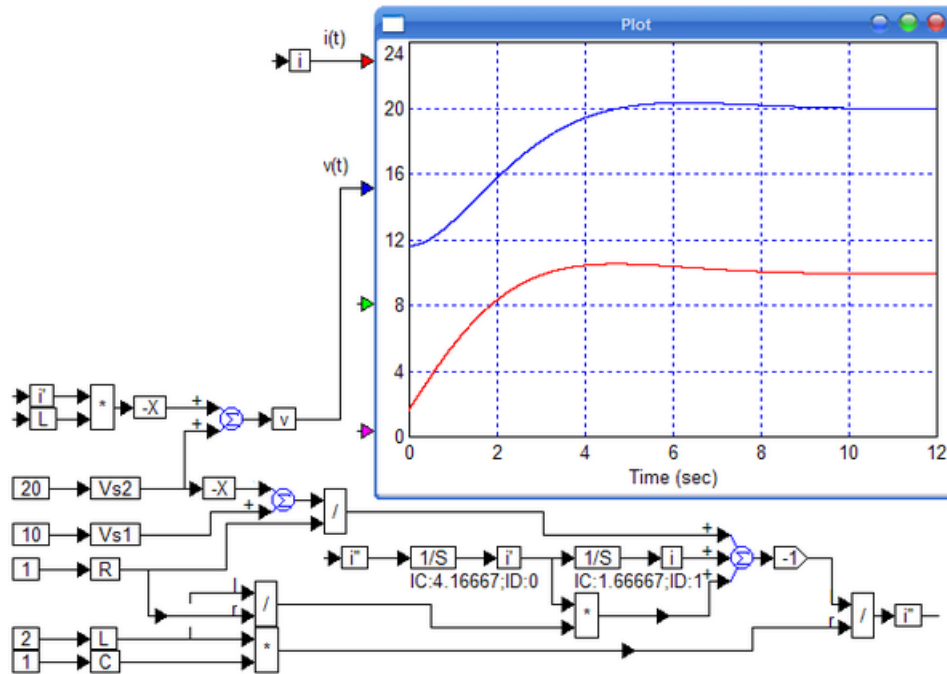 Plot
i(t)
i
24
20
v(t)
16
12
8
4
0
0 2 4 6 8 10 12
Time (sec)
i'
L
*
-X
+
+
Σ
v
20
Vs2
-X
+
Σ
/
10
Vs1
+
1
R
i"
1/S
i'
1/S
i
+
+
+
Σ
-1
IC:4.16667;ID:0
IC:1.66667;ID:1
l
r
/
*
l
r
/
i"
2
L
*
1
C